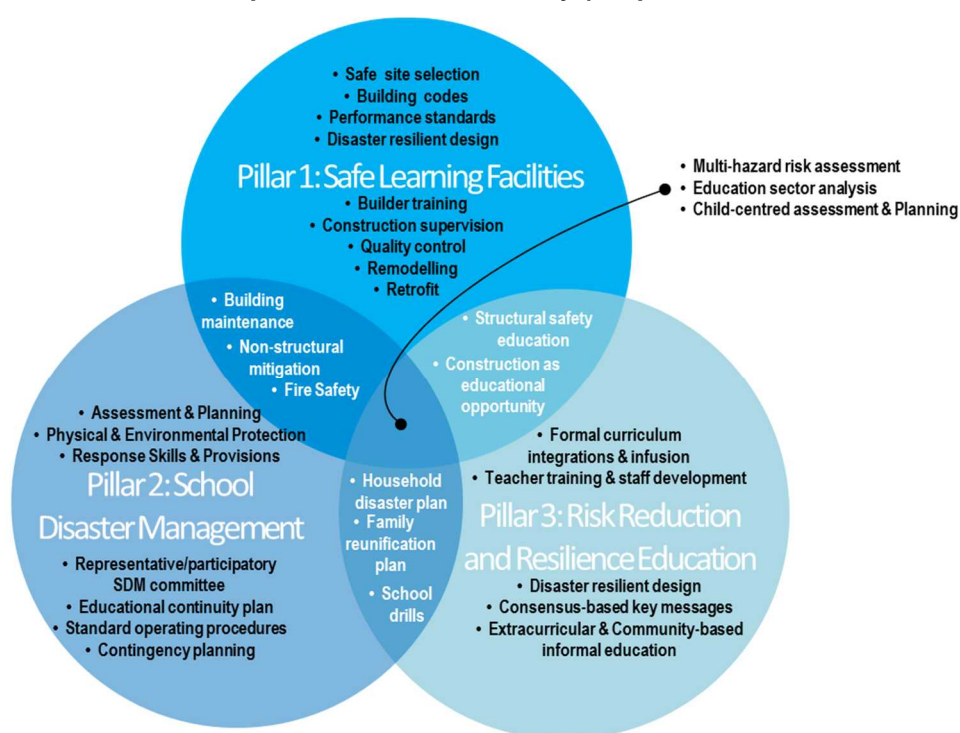 • Safe site selection
• Building codes
• Performance standards
• Disaster resilient design
Pillar 1: Safe Learning Facilities
• Builder training
• Construction supervision
• Quality control
• Remodelling
• Retrofit
• Multi-hazard risk assessment
• Education sector analysis
• Child-centred assessment & Planning
• Building
maintenance
• Non-structural
mitigation
• Fire Safety
• Structural safety
education
• Construction as
educational
opportunity
• Assessment & Planning
• Physical & Environmental Protection
• Response Skills & Provisions
Pillar 2: School
Disaster Management
• Representative/participatory
SDM committee
• Educational continuity plan
• Standard operating procedures
• Contingency planning
• Household
disaster plan
• Family
reunification
plan
• School
drills
• Formal curriculum
integrations & infusion
• Teacher training & staff development
Pillar 3: Risk Reduction
and Resilience Education
• Disaster resilient design
• Consensus-based key messages
• Extracurricular & Community-based
informal education